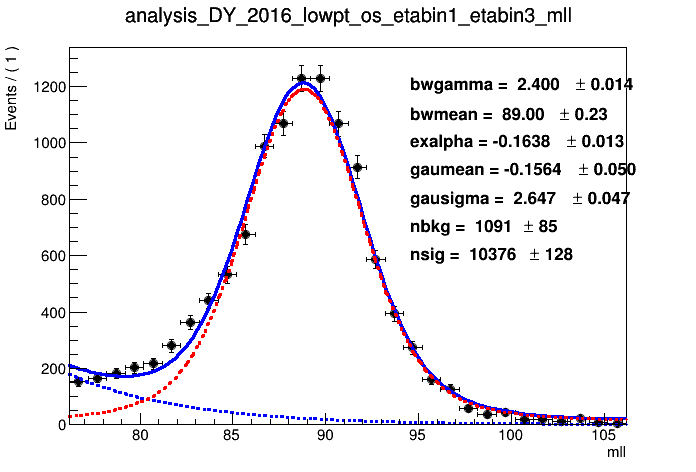 analysis_DY_2016_lowpt_os_etabin1_etabin3_mll
Events / ( 1 )
1200
1000
800
600
400
200
0
bwgamma = 2.400 ± 0.014
bwmean = 89.00 ± 0.23
exalpha = -0.1638 ± 0.013
gaumean = -0.1564 ± 0.050
gausigma = 2.647 ± 0.047
nbkg = 1091 ± 85
nsig = 10376 ± 128
80 85 90 95 100 105
mll